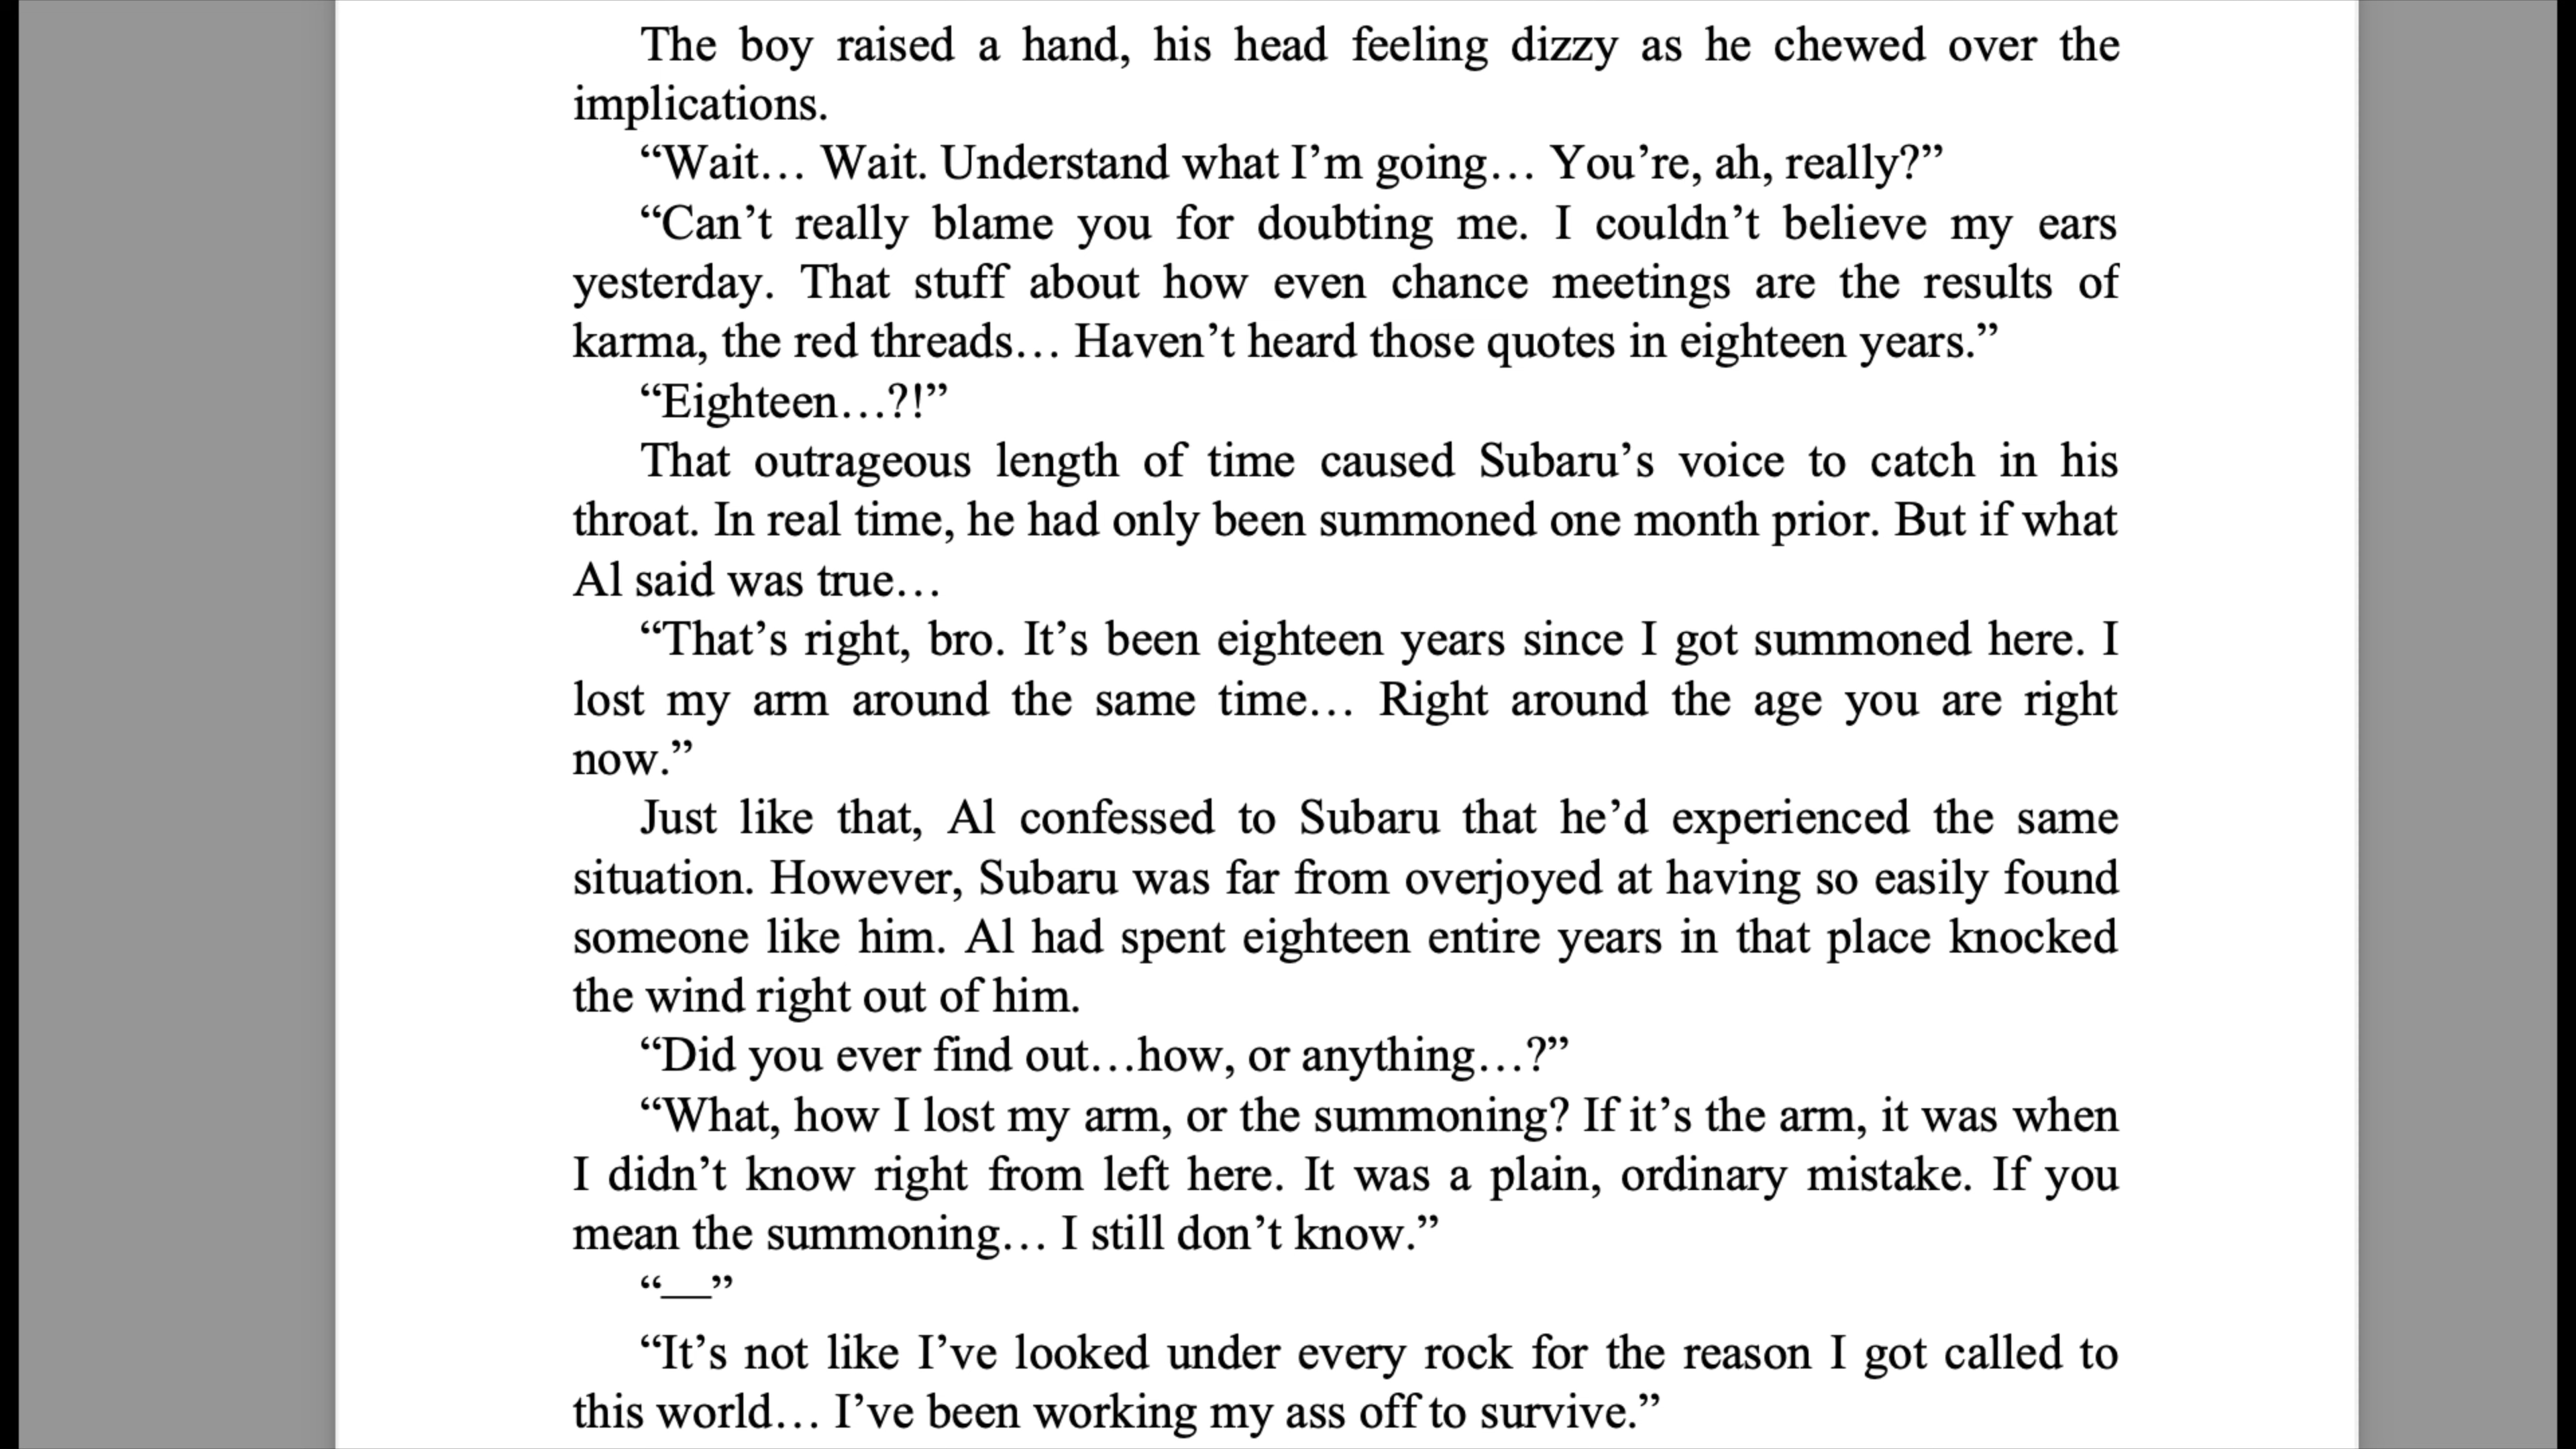 The boy raised a hand, his head feeling dizzy as he chewed over the
implications.
“Wait… Wait. Understand what I’m going… You’re, ah, really?”
“Can’t really blame you for doubting me. I couldn’t believe my ears
yesterday. That stuff about how even chance meetings are the results of
karma, the red threads… Haven’t heard those quotes in eighteen years.”
“Eighteen…?!”
That outrageous length of time caused Subaru’s voice to catch in his
throat. In real time, he had only been summoned one month prior. But if what
Al said was true…
“That’s right, bro. It’s been eighteen years since I got summoned here. I
lost my arm around the same time… Right around the age you are right
now.”
Just like that, Al confessed to Subaru that he’d experienced the same
situation. However, Subaru was far from overjoyed at having so easily found
someone like him. Al had spent eighteen entire years in that place knocked
the wind right out of him.
“Did you ever find out…how, or anything…?”
“What, how I lost my arm, or the summoning? If it’s the arm, it was when
I didn’t know right from left here. It was a plain, ordinary mistake. If you
mean the summoning… I still don’t know.”
“__”
“It’s not like I’ve looked under every rock for the reason I got called to
this world… I’ve been working my ass off to survive.”